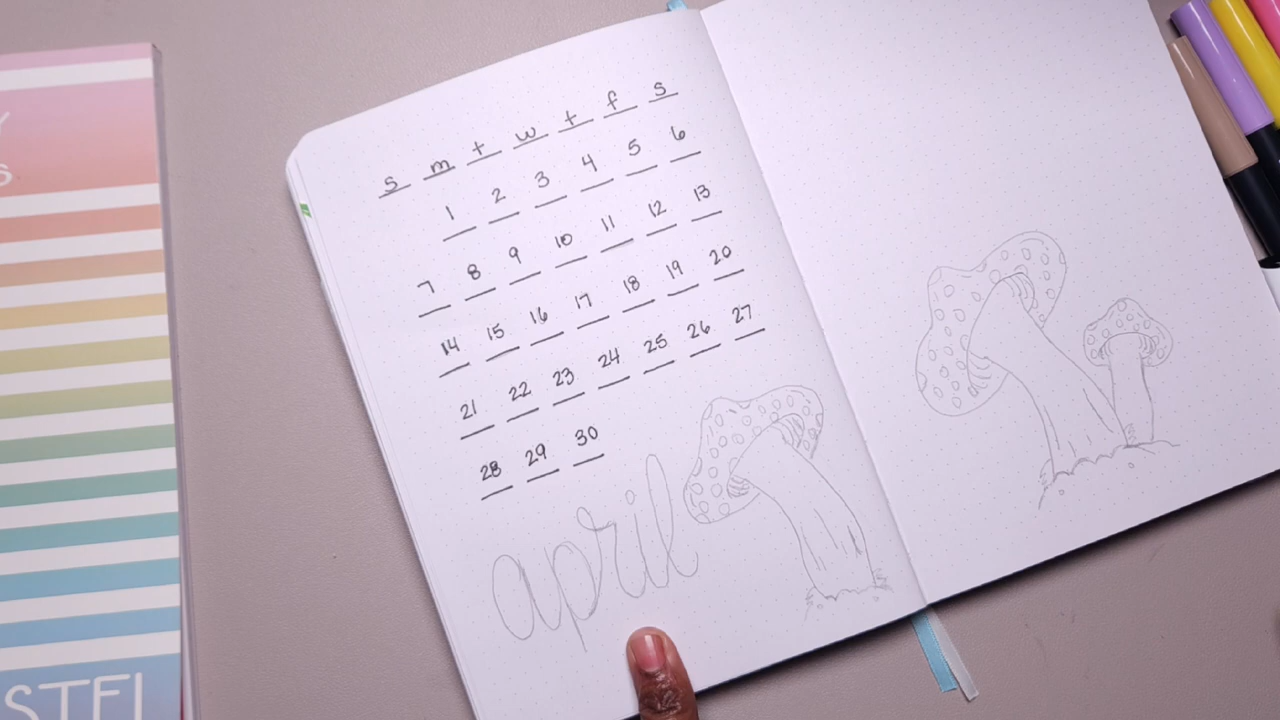 s m t w t f s
1 2 3 4 5 6
7 8 9 10 11 12 13
14 15 16 17 18 19 20
21 22 23 24 25 26 27
28 29 30
april